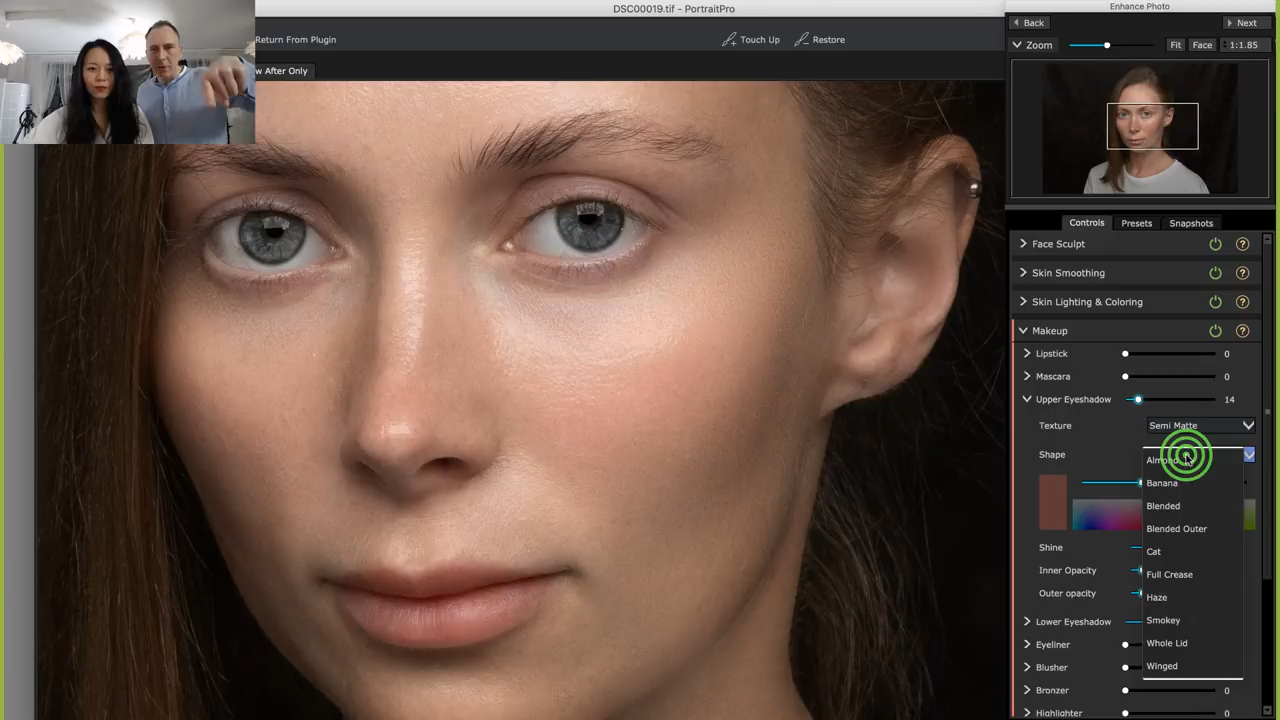 DSC00019.tif - PortraitPro
Enhance Photo
Return From Plugin
Touch Up
Restore
w After Only
Back
Next
Zoom
Fit
Face
1:1.85
Controls
Presets
Snapshots
Face Sculpt
?
Skin Smoothing
?
Skin Lighting & Coloring
?
Makeup
?
Lipstick
0
Mascara
0
Upper Eyeshadow
14
Texture
Semi Matte
Shape
Almond
Banana
Blended
Blended Outer
Cat
Full Crease
Haze
Smokey
Whole Lid
Winged
Shine
Inner Opacity
Outer opacity
Lower Eyeshadow
Eyeliner
Blusher
Bronzer
0
Highlighter
0